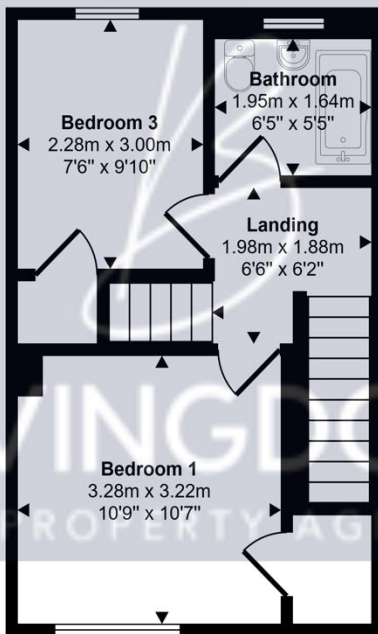 Bathroom
1.95m x 1.64m
6'5" x 5'5"
Bedroom 3
2.28m x 3.00m
7'6" x 9'10"
Landing
1.98m x 1.88m
6'6" x 6'2"
Bedroom 1
3.28m x 3.22m
10'9" x 10'7"
PROPERTY